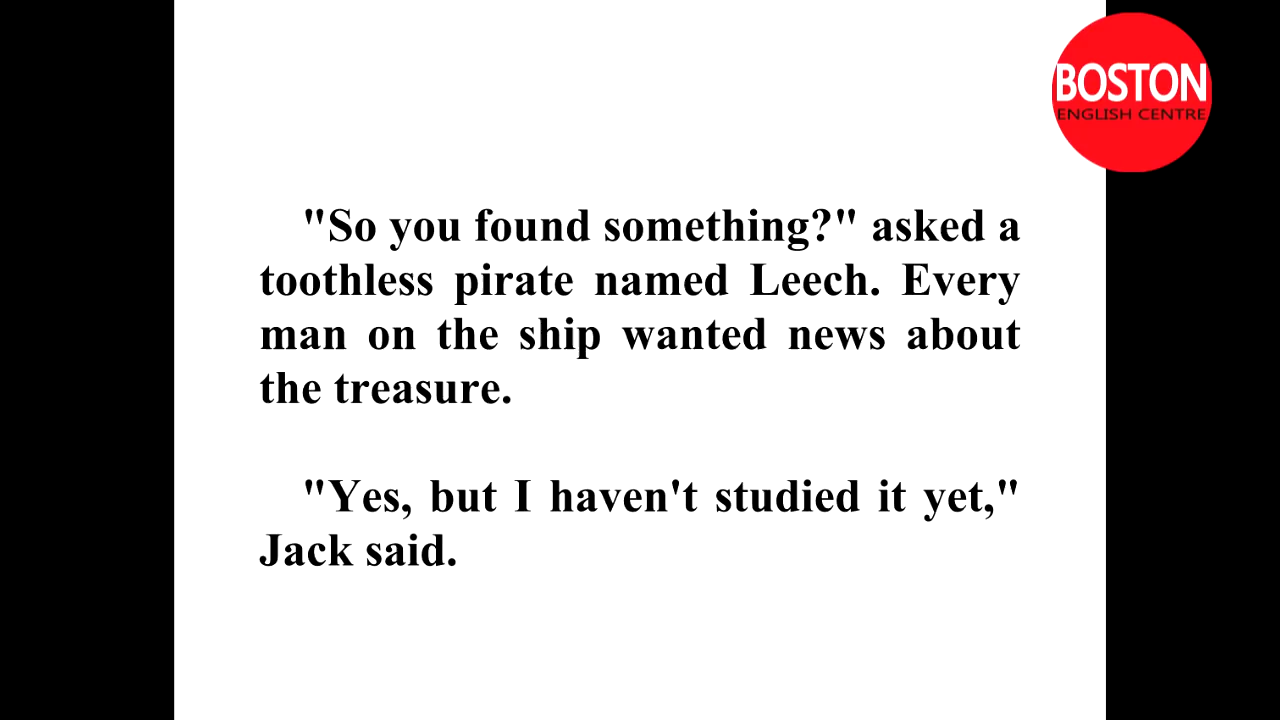 BOSTON
ENGLISH CENTRE
"So you found something?" asked a
toothless pirate named Leech. Every
man on the ship wanted news about
the treasure.
"Yes, but I haven't studied it yet,"
Jack said.